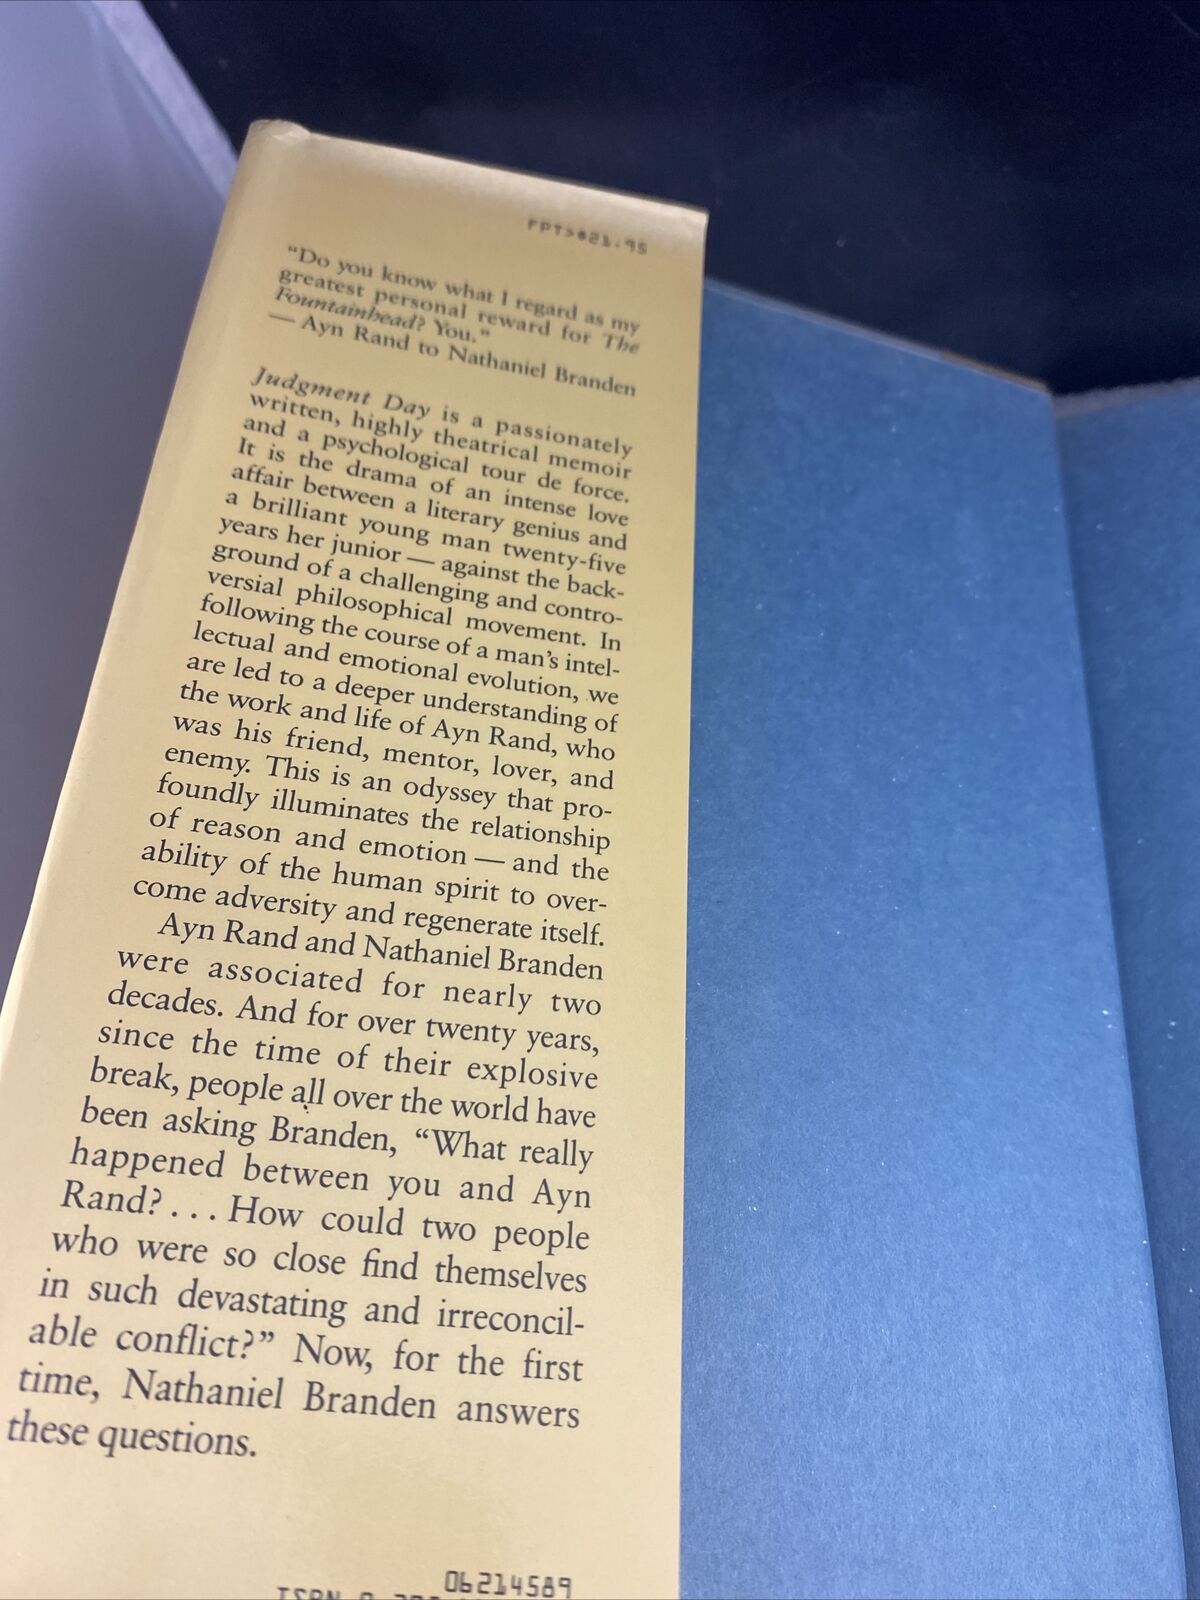 FPT>$21.95
“Do you know what I regard as my
greatest personal reward for The
Fountainhead? You.”
— Ayn Rand to Nathaniel Branden
Judgment Day is a passionately
written, highly theatrical memoir
and a psychological tour de force.
It is the drama of an intense love
affair between a literary genius and
a brilliant young man twenty-five
years her junior — against the back-
ground of a challenging and contro-
versial philosophical movement. In
following the course of a man’s intel-
lectual and emotional evolution, we
are led to a deeper understanding of
the work and life of Ayn Rand, who
was his friend, mentor, lover, and
enemy. This is an odyssey that pro-
foundly illuminates the relationship
of reason and emotion — and the
ability of the human spirit to over-
come adversity and regenerate itself.
Ayn Rand and Nathaniel Branden
were associated for nearly two
decades. And for over twenty years,
since the time of their explosive
break, people all over the world have
been asking Branden, “What really
happened between you and Ayn
Rand? . . . How could two people
who were so close find themselves
in such devastating and irreconcil-
able conflict?” Now, for the first
time, Nathaniel Branden answers
these questions.
06214589
ISBN